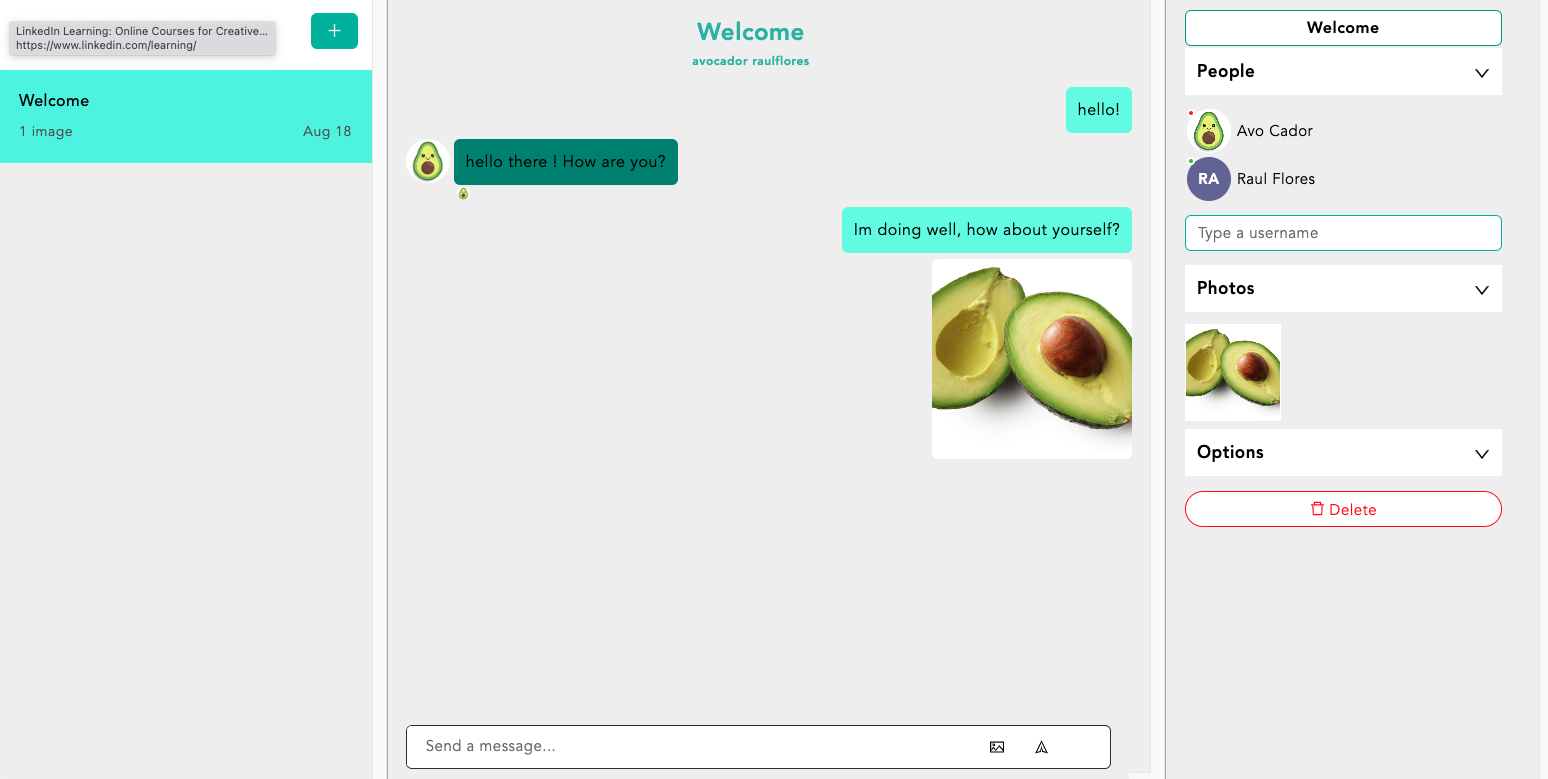 LinkedIn Learning: Online Courses for Creative...
https://www.linkedin.com/learning/
+
Welcome
1 image
Aug 18
Welcome
avocador raulflores
hello!
hello there ! How are you?
Im doing well, how about yourself?
Send a message...
Welcome
People
Avo Cador
RA
Raul Flores
Type a username
Photos
Options
Delete